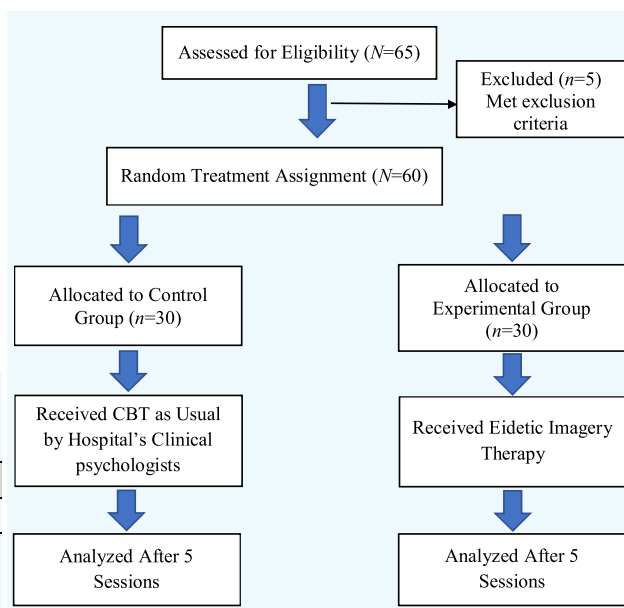 Assessed for Eligibility (N=65)
Excluded (n=5)
Met exclusion
criteria
Random Treatment Assignment (N=60)
Allocated to Control
Group (n=30)
Allocated to
Experimental Group
(n=30)
Received CBT as Usual
by Hospital’s Clinical
psychologists
Received Eidetic Imagery
Therapy
Analyzed After 5
Sessions
Analyzed After 5
Sessions